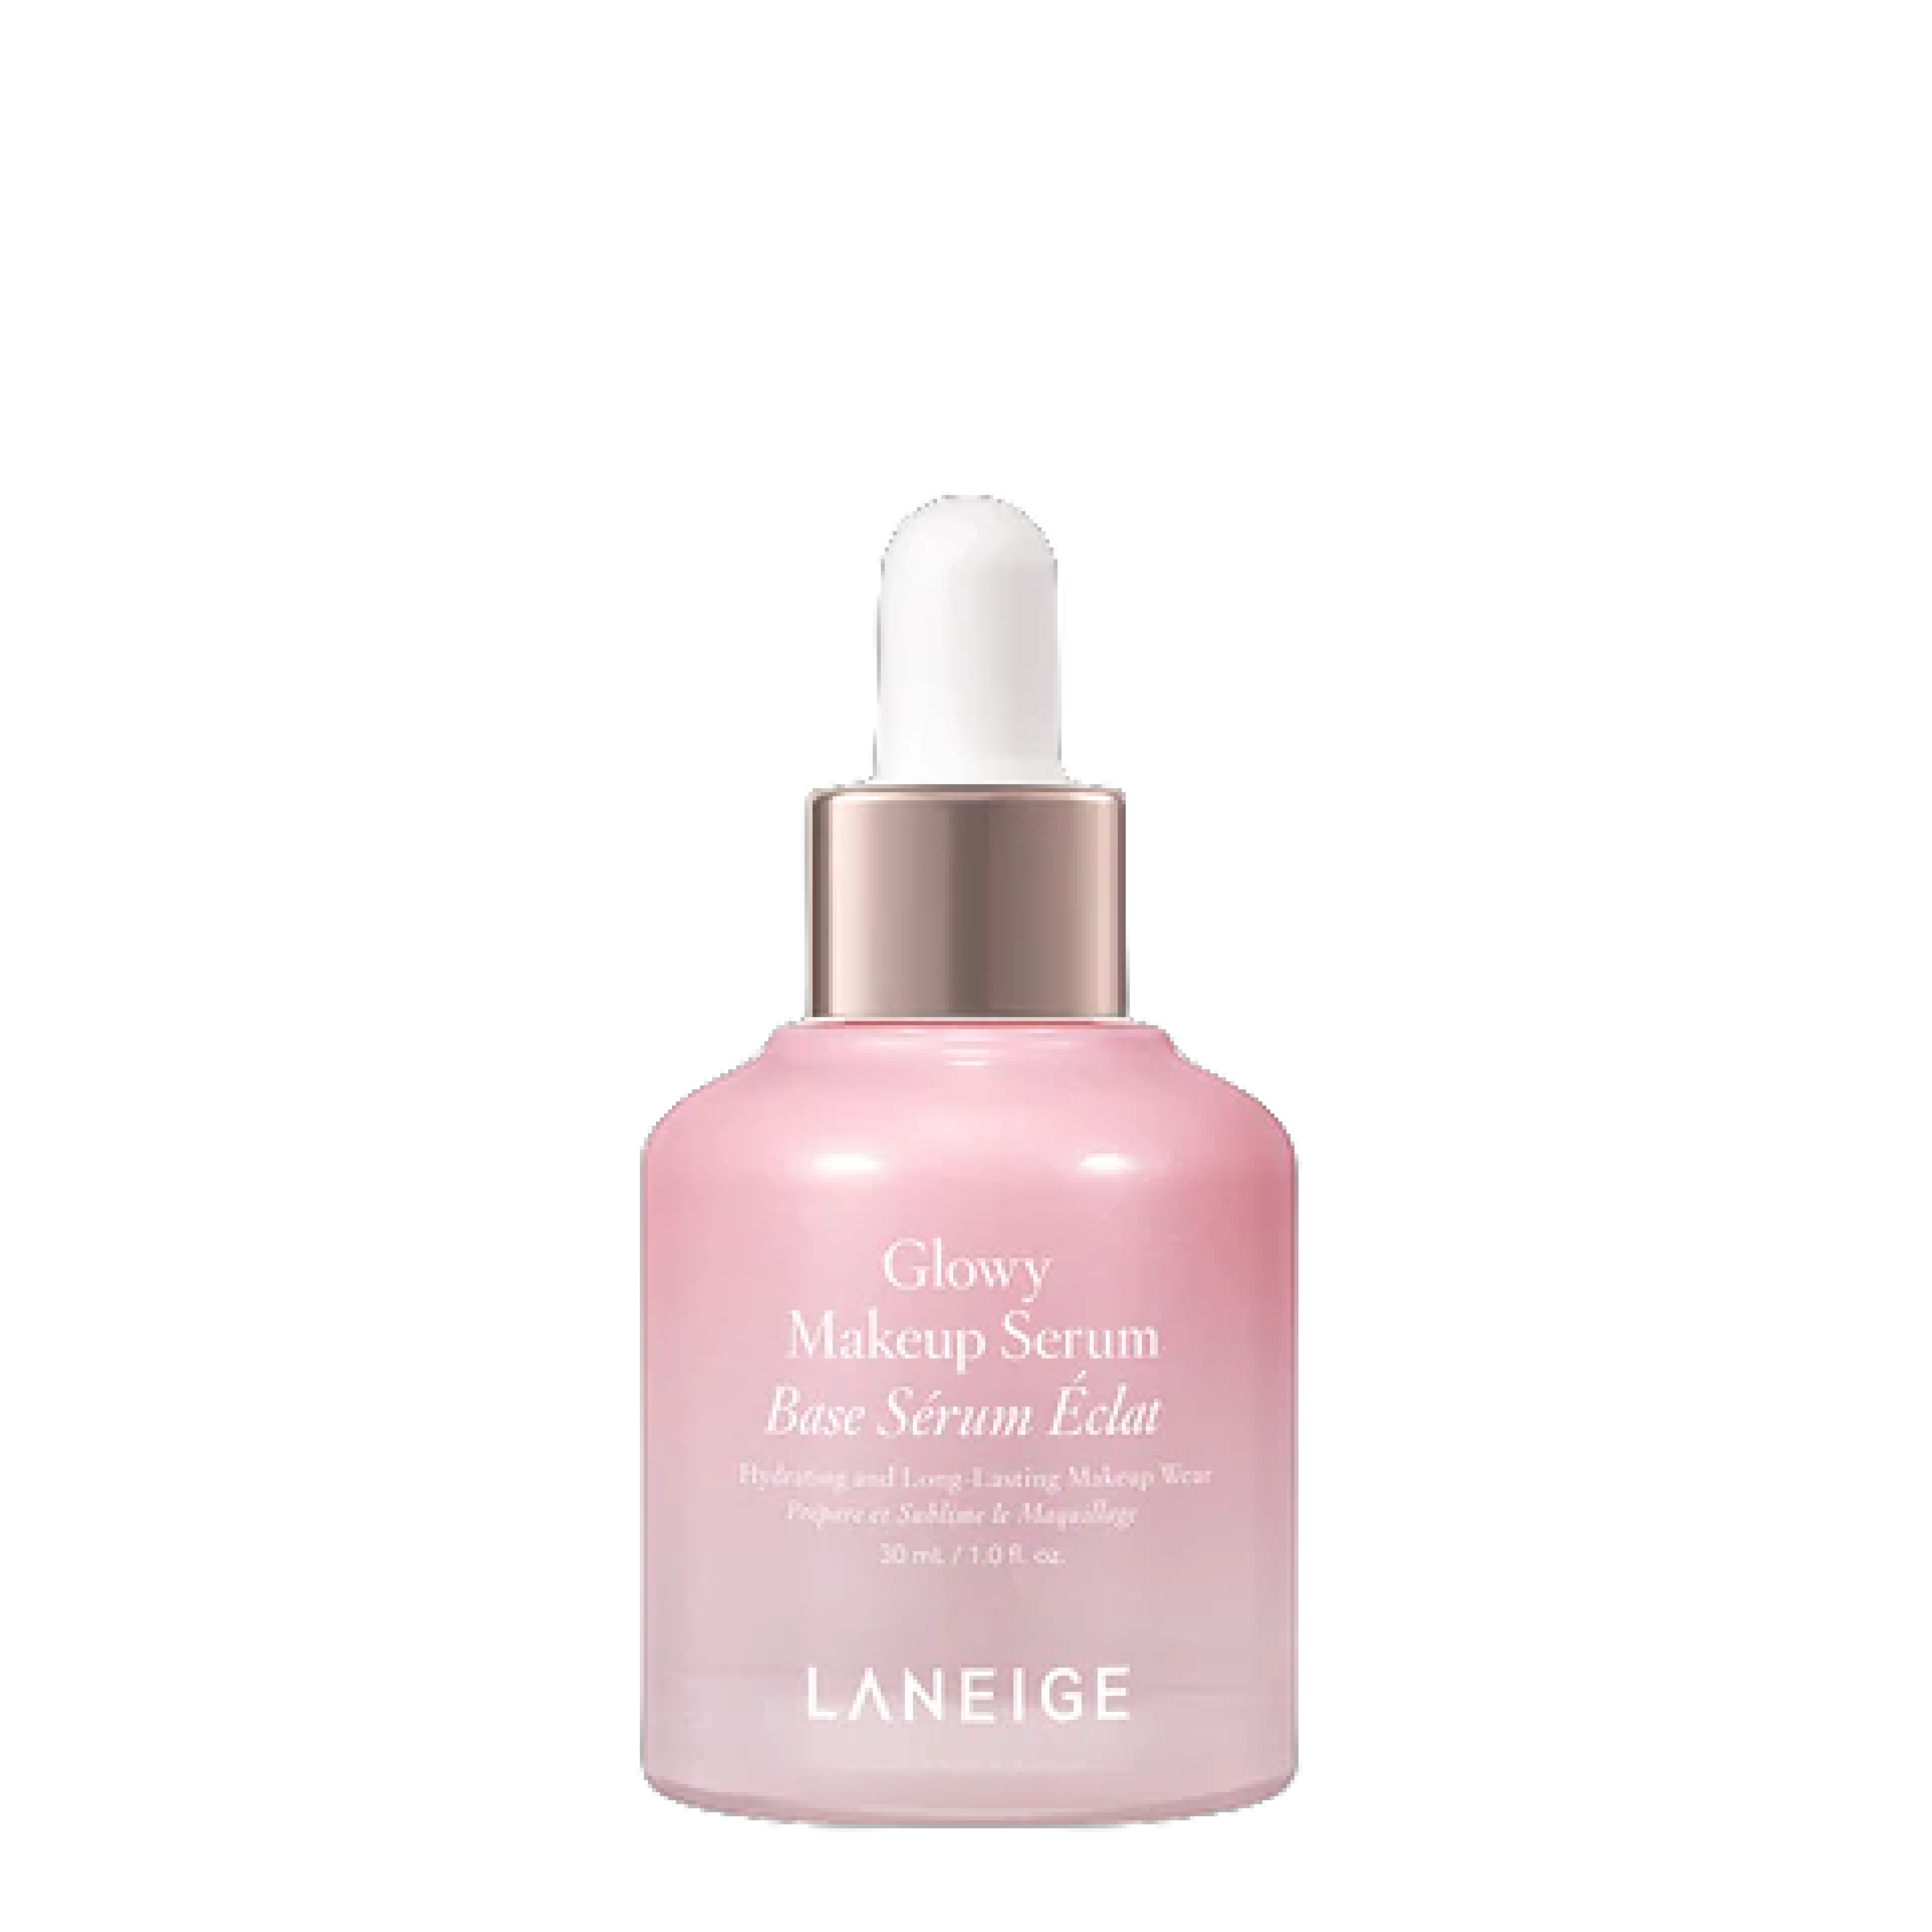 Glowy
Makeup Serum
Base Sérum Éclat
Hydrating and Long-Lasting Makeup Wear
Prépare et Sublime le Maquillage
30 mL / 1.0 fl. oz.
LANEIGE